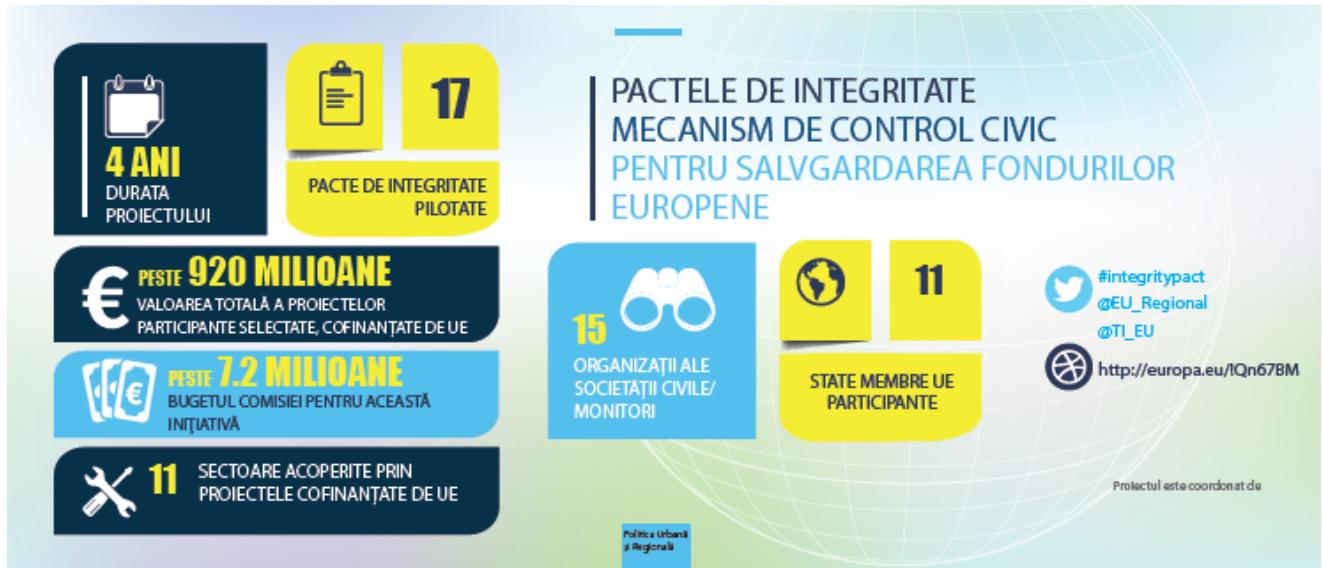 4 ANI
DURATA
PROIECTULUI
17
PACTE DE INTEGRITATE
PILOTATE
PESTE 920 MILIOANE
VALOAREA TOTALĂ A PROIECTELOR
PARTICIPANTE SELECTATE, COFINANȚATE DE UE
PESTE 7.2 MILIOANE
BUGETUL COMISIEI PENTRU ACEASTĂ
INIȚIATIVĂ
11 SECTOARE ACOPERITE PRIN
PROIECTELE COFINANȚATE DE UE
PACTELE DE INTEGRITATE
MECANISM DE CONTROL CIVIC
PENTRU SALVGARDAREA FONDURILOR
EUROPENE
15
ORGANIZAȚII ALE
SOCIETĂȚII CIVILE/
MONITORI
11
STATE MEMBRE UE
PARTICIPANTE
#integritypact
@EU_Regional
@TI_EU
http://europa.eu/!Qn67BM
Proiectul este coordonat de
Politica Urbană
și Regională